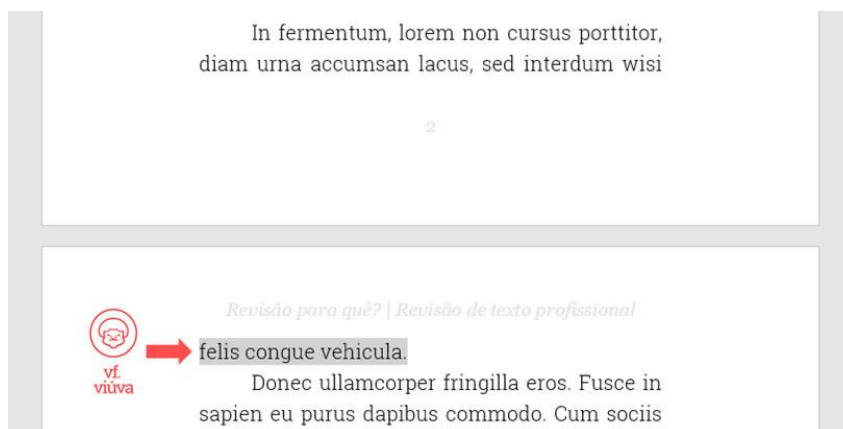 In fermentum, lorem non cursus porttitor,
diam urna accumsan lacus, sed interdum wisi
2
Revisão para quê? | Revisão de texto profissional
felis congue vehicula.
vf.
viúva
Donec ullamcorper fringilla eros. Fusce in
sapien eu purus dapibus commodo. Cum sociis